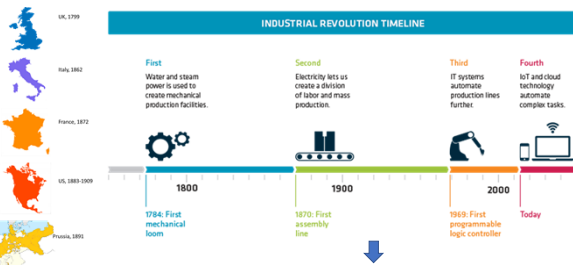 UK, 1799
Italy, 1862
France, 1872
US, 1883-1909
Prussia, 1891
INDUSTRIAL REVOLUTION TIMELINE
First
Water and steam
power is used to
create mechanical
production facilities.
Second
Electricity lets us
create a division
of labor and mass
production.
Third
IT systems
automate
production lines
further.
Fourth
IoT and cloud
technology
automate
complex tasks.
1800
1900
2000
1784: First
mechanical
loom
1870: First
assembly
line
1969: First
programmable
logic controller
Today